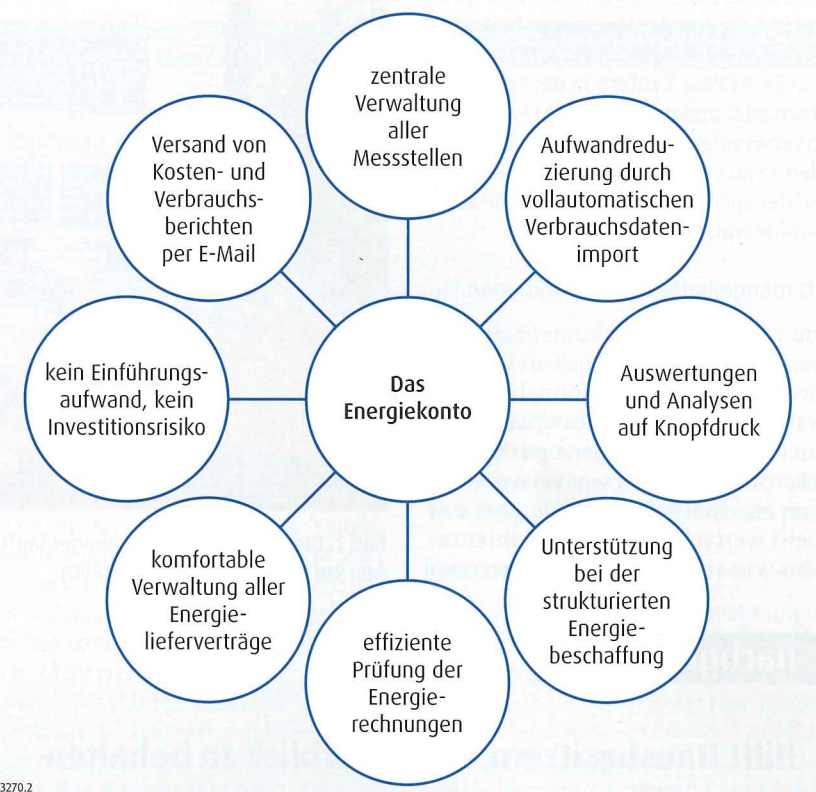 zentrale
Verwaltung
aller
Messstellen
Aufwandredu-
zierung durch
vollautomatischen
Verbrauchsdaten-
import
Auswertungen
und Analysen
auf Knopfdruck
Unterstützung
bei der
strukturierten
Energie-
beschaffung
effiziente
Prüfung der
Energie-
rechnungen
komfortable
Verwaltung aller
Energie-
lieferverträge
kein Einführungs-
aufwand, kein
Investitionsrisiko
Versand von
Kosten- und
Verbrauchs-
berichten
per E-Mail
Das
Energiekonto
3270.2